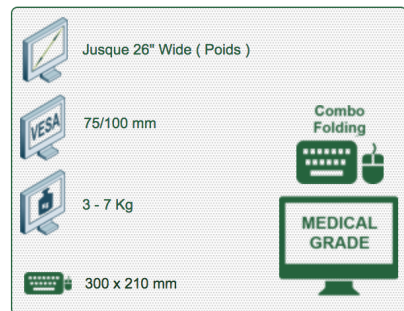 Jusque 26" Wide ( Poids )
VESA
75/100 mm
3 - 7 Kg
300 x 210 mm
Combo
Folding
MEDICAL
GRADE